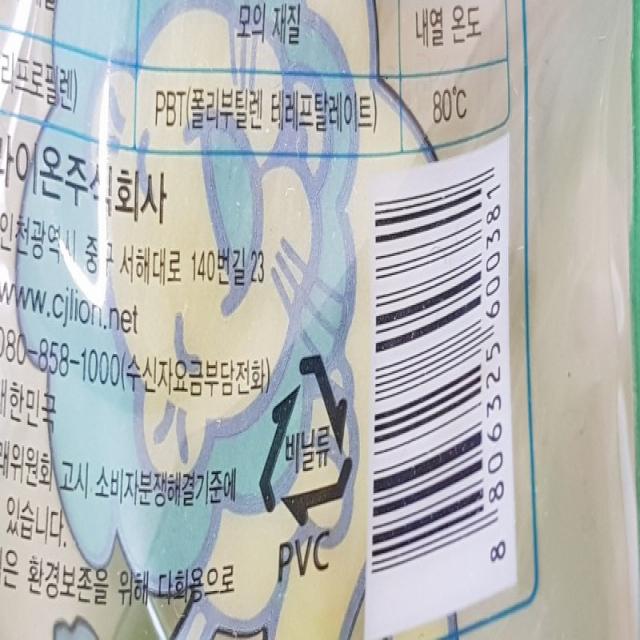 모의 재질 내열 온도
리프로필렌) PBT(폴리부틸렌 테레프탈레이트) 80℃
라이온주식회사
인천광역시 중구 서해대로 140번길 23
www.cjlion.net
080-858-1000(수신자요금부담전화)
대한민국
래위원회 고시 소비자분쟁해결기준에
있습니다.
은 환경보존을 위해 다회용으로
비닐류
PVC
8 806325 600381